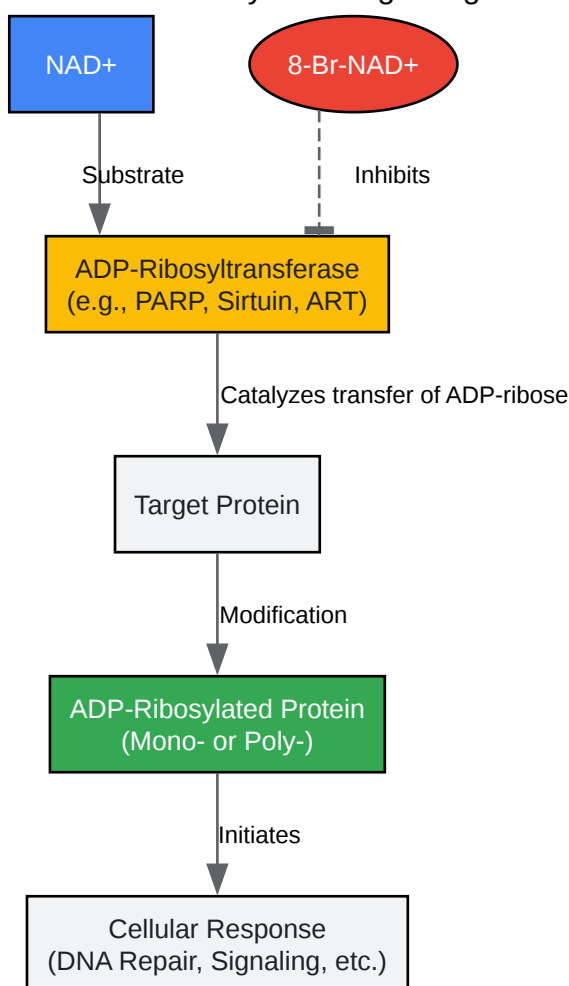 NAD+
8-Br-NAD+
Substrate
Inhibits
ADP-Ribosyltransferase
(e.g., PARP, Sirtuin, ART)
Catalyzes transfer of ADP-ribose
Target Protein
Modification
ADP-Ribosylated Protein
(Mono- or Poly-)
Initiates
Cellular Response
(DNA Repair, Signaling, etc.)